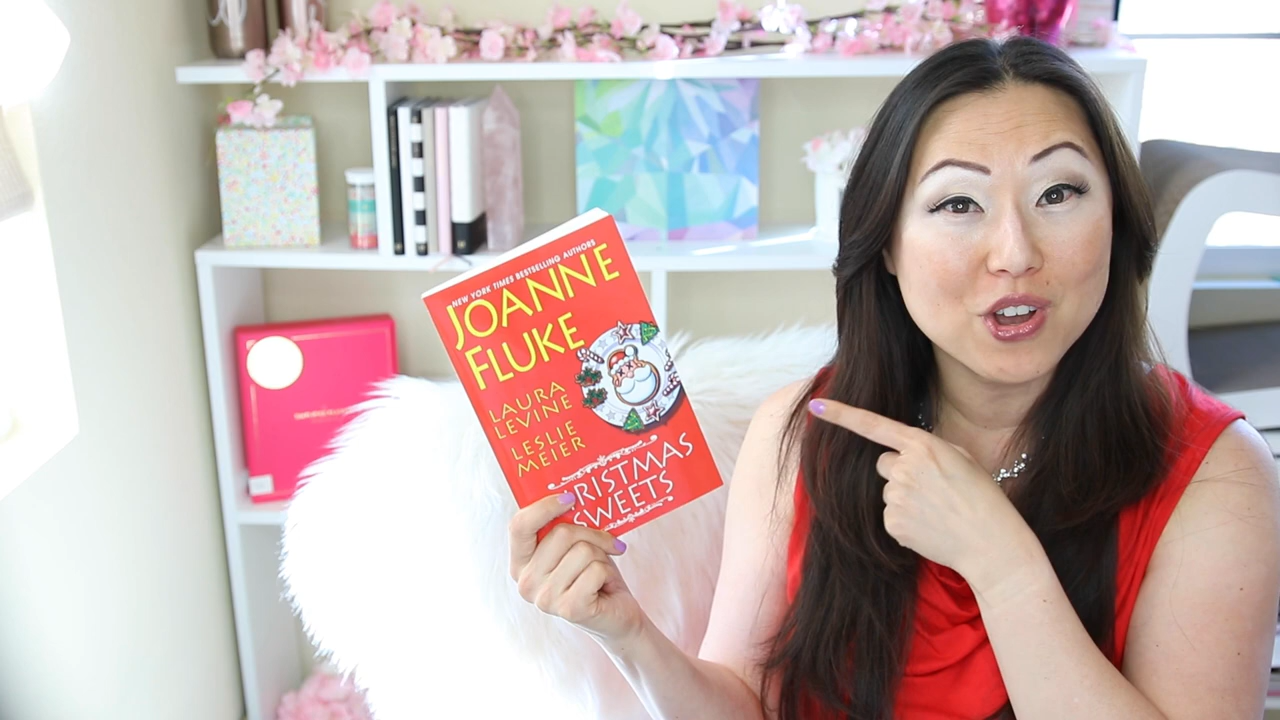 NEW YORK TIMES BESTSELLING AUTHORS
JOANNE
FLUKE
LAURA
LEVINE
LESLIE
MEIER
RISTMAS
SWEETS